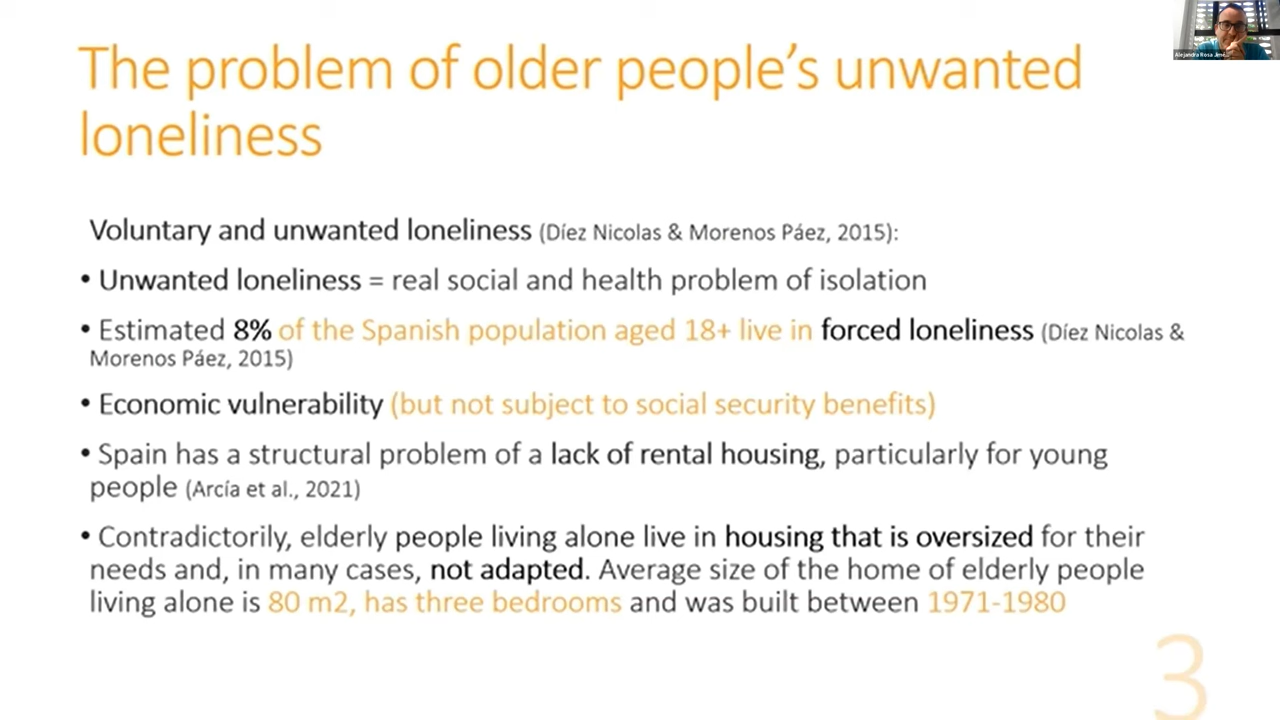 The problem of older people's unwanted
loneliness
Voluntary and unwanted loneliness (Díez Nicolas & Morenos Páez, 2015):
• Unwanted loneliness = real social and health problem of isolation
• Estimated 8% of the Spanish population aged 18+ live in forced loneliness (Díez Nicolas &
Morenos Páez, 2015)
• Economic vulnerability (but not subject to social security benefits)
• Spain has a structural problem of a lack of rental housing, particularly for young
people (Arcía et al., 2021)
• Contradictorily, elderly people living alone live in housing that is oversized for their
needs and, in many cases, not adapted. Average size of the home of elderly people
living alone is 80 m2, has three bedrooms and was built between 1971-1980
3